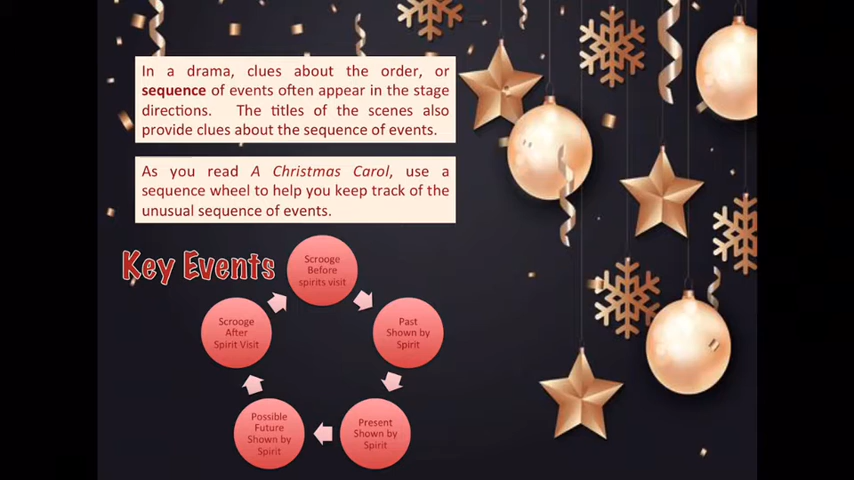 In a drama, clues about the order, or
sequence of events often appear in the stage
directions. The titles of the scenes also
provide clues about the sequence of events.
As you read A Christmas Carol, use a
sequence wheel to help you keep track of the
unusual sequence of events.
Key Events
Scrooge
Before
spirits visit
Past
Shown by
Spirit
Present
Shown by
Spirit
Possible
Future
Shown by
Spirit
Scrooge
After
Spirit Visit